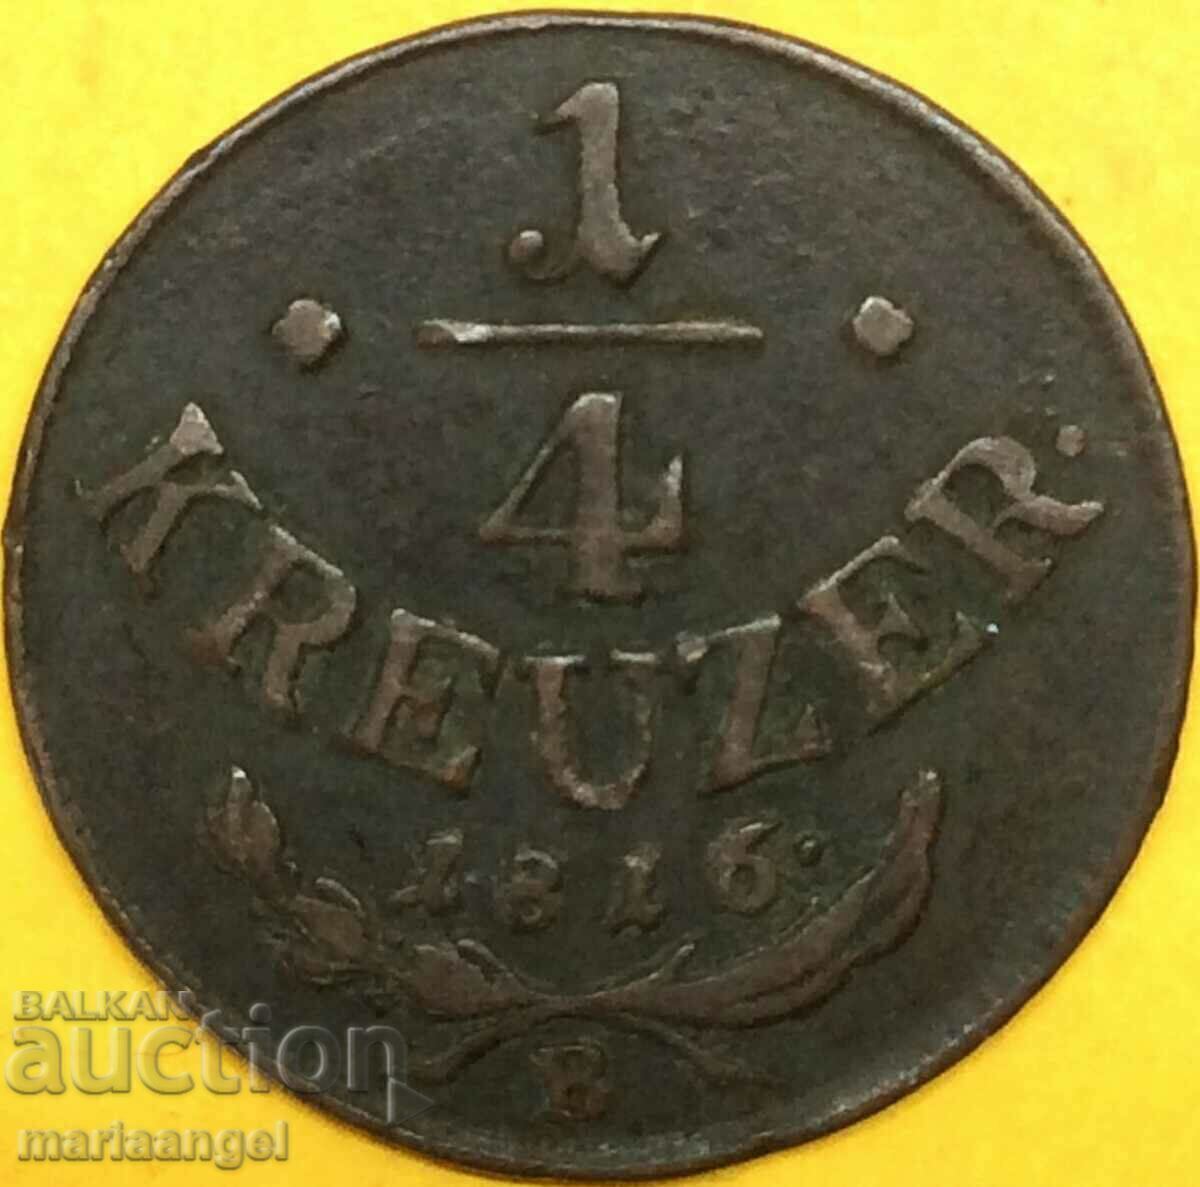 1
4
KREUZER.
1816.
B
BALKAN
auction
mariaangel